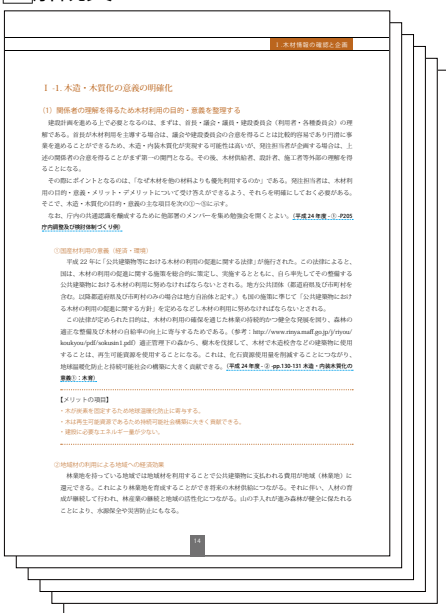 1.木材情報の確認と企画
1 -1. 木造・木質化の意義の明確化
（1）関係者の理解を得るため木材利用の目的・意義を整理する
建設計画を進める上で必要となるのは、まずは、首長・議会・議員・建設委員会（利用者・各種委員会）の理
解である。首長が木材利用を主導する場合は、議会や建設委員会の合意を得ることは比較的容易であり円滑に事
業を進めることができるため、木造・内装木質化が実現する可能性は高いが、発注担当者が企画する場合は、上
述の関係者の合意を得ることがまず第一の関門となる。その後、木材供給者、設計者、施工者等外部の理解を得
ることになる。
その際にポイントとなるのは、「なぜ木材を他の材料よりも優先利用するのか」である。発注担当者は、木材利
用の目的・意義・メリット・デメリットについて受け答えができるよう、それらを明確にしておく必要がある。
そこで、木造・木質化の目的・意義の主な項目を次の①～⑤に示す。
なお、庁内の共通認識を醸成するために他部署のメンバーを集め勉強会を開くとよい。（平成 24 年度 - ① -P205
庁内調整及び検討体制づくり例）
①国産材利用の意義（経済・環境）
平成 22 年に「公共建築物等における木材の利用の促進に関する法律」が施行された。この法律によると、
国は、木材の利用の促進に関する施策を総合的に策定し、実施するとともに、自ら率先してその整備する
公共建築物における木材の利用に努めなければならないとされる。地方公共団体（都道府県及び市町村を
含む。以降都道府県及び市町村のみの場合は地方自治体と記す。）も国の施策に準じて「公共建築物におけ
る木材の利用の促進に関する方針」を定めるなどし木材の利用に努めなければならないとされる。
この法律が定められた目的は、木材の利用の確保を通じた林業の持続的かつ健全な発展を図り、森林の
適正な整備及び木材の自給率の向上に寄与するためである。（参考：http://www.rinya.maff.go.jp/j/riyou/
koukyou/pdf/sokusin1.pdf）適正管理下の森から、樹木を伐採して、木材で木造校舎などの建築物に使用
することは、再生可能資源を使用することになる。これは、化石資源使用量を削減することにつながり、
地球温暖化防止と持続可能社会の構築に大きく貢献できる。（平成 24 年度 - ② -pp.130-131 木造・内装木質化の
意義①：木育）
【メリットの項目】
・木が炭素を固定するため地球温暖化防止に寄与する。
・木は再生可能資源であるため持続可能社会構築に大きく貢献できる。
・建設に必要なエネルギー量が少ない。
②地域材の利用による地域への経済効果
林業地を持っている地域では地域材を利用することで公共建築物に支払われる費用が地域（林業地）に
還元できる。これにより林業地を育成することができ将来の木材供給につながる。それに伴い、人材の育
成が継続して行われ、林産業の継続と地域の活性化につながる。山の手入れが進み森林が健全に保たれる
ことにより、水源保全や災害防止にもなる。
14